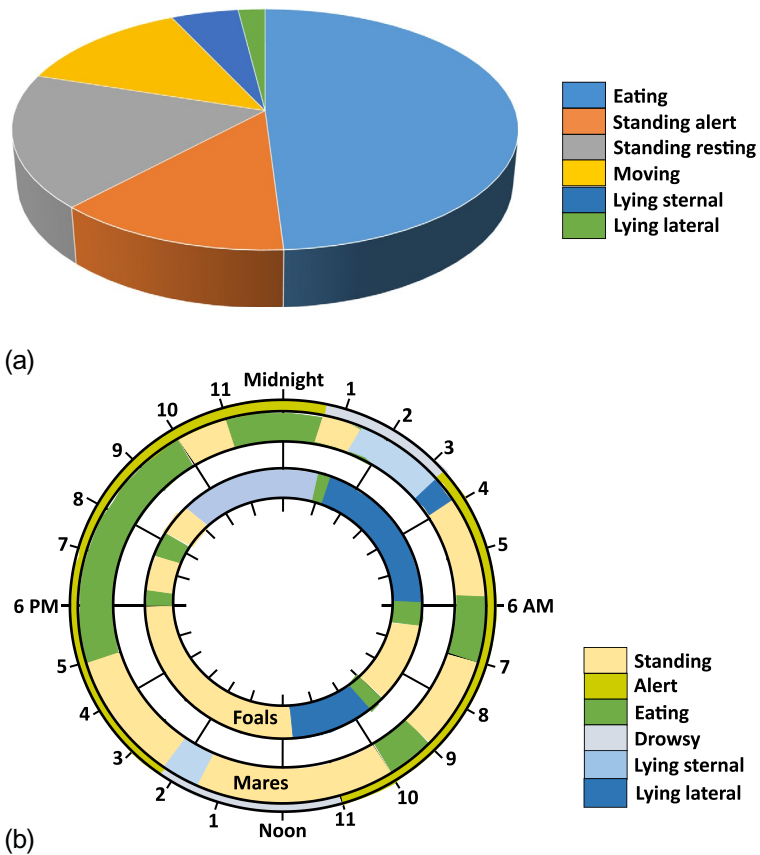 Eating
Standing alert
Standing resting
Moving
Lying sternal
Lying lateral
(a)
Midnight
1
2
3
4
5
6 AM
7
8
9
10
11
Noon
1
2
3
4
5
6 PM
7
8
9
10
11
Foals
Mares
Standing
Alert
Eating
Drowsy
Lying sternal
Lying lateral
(b)